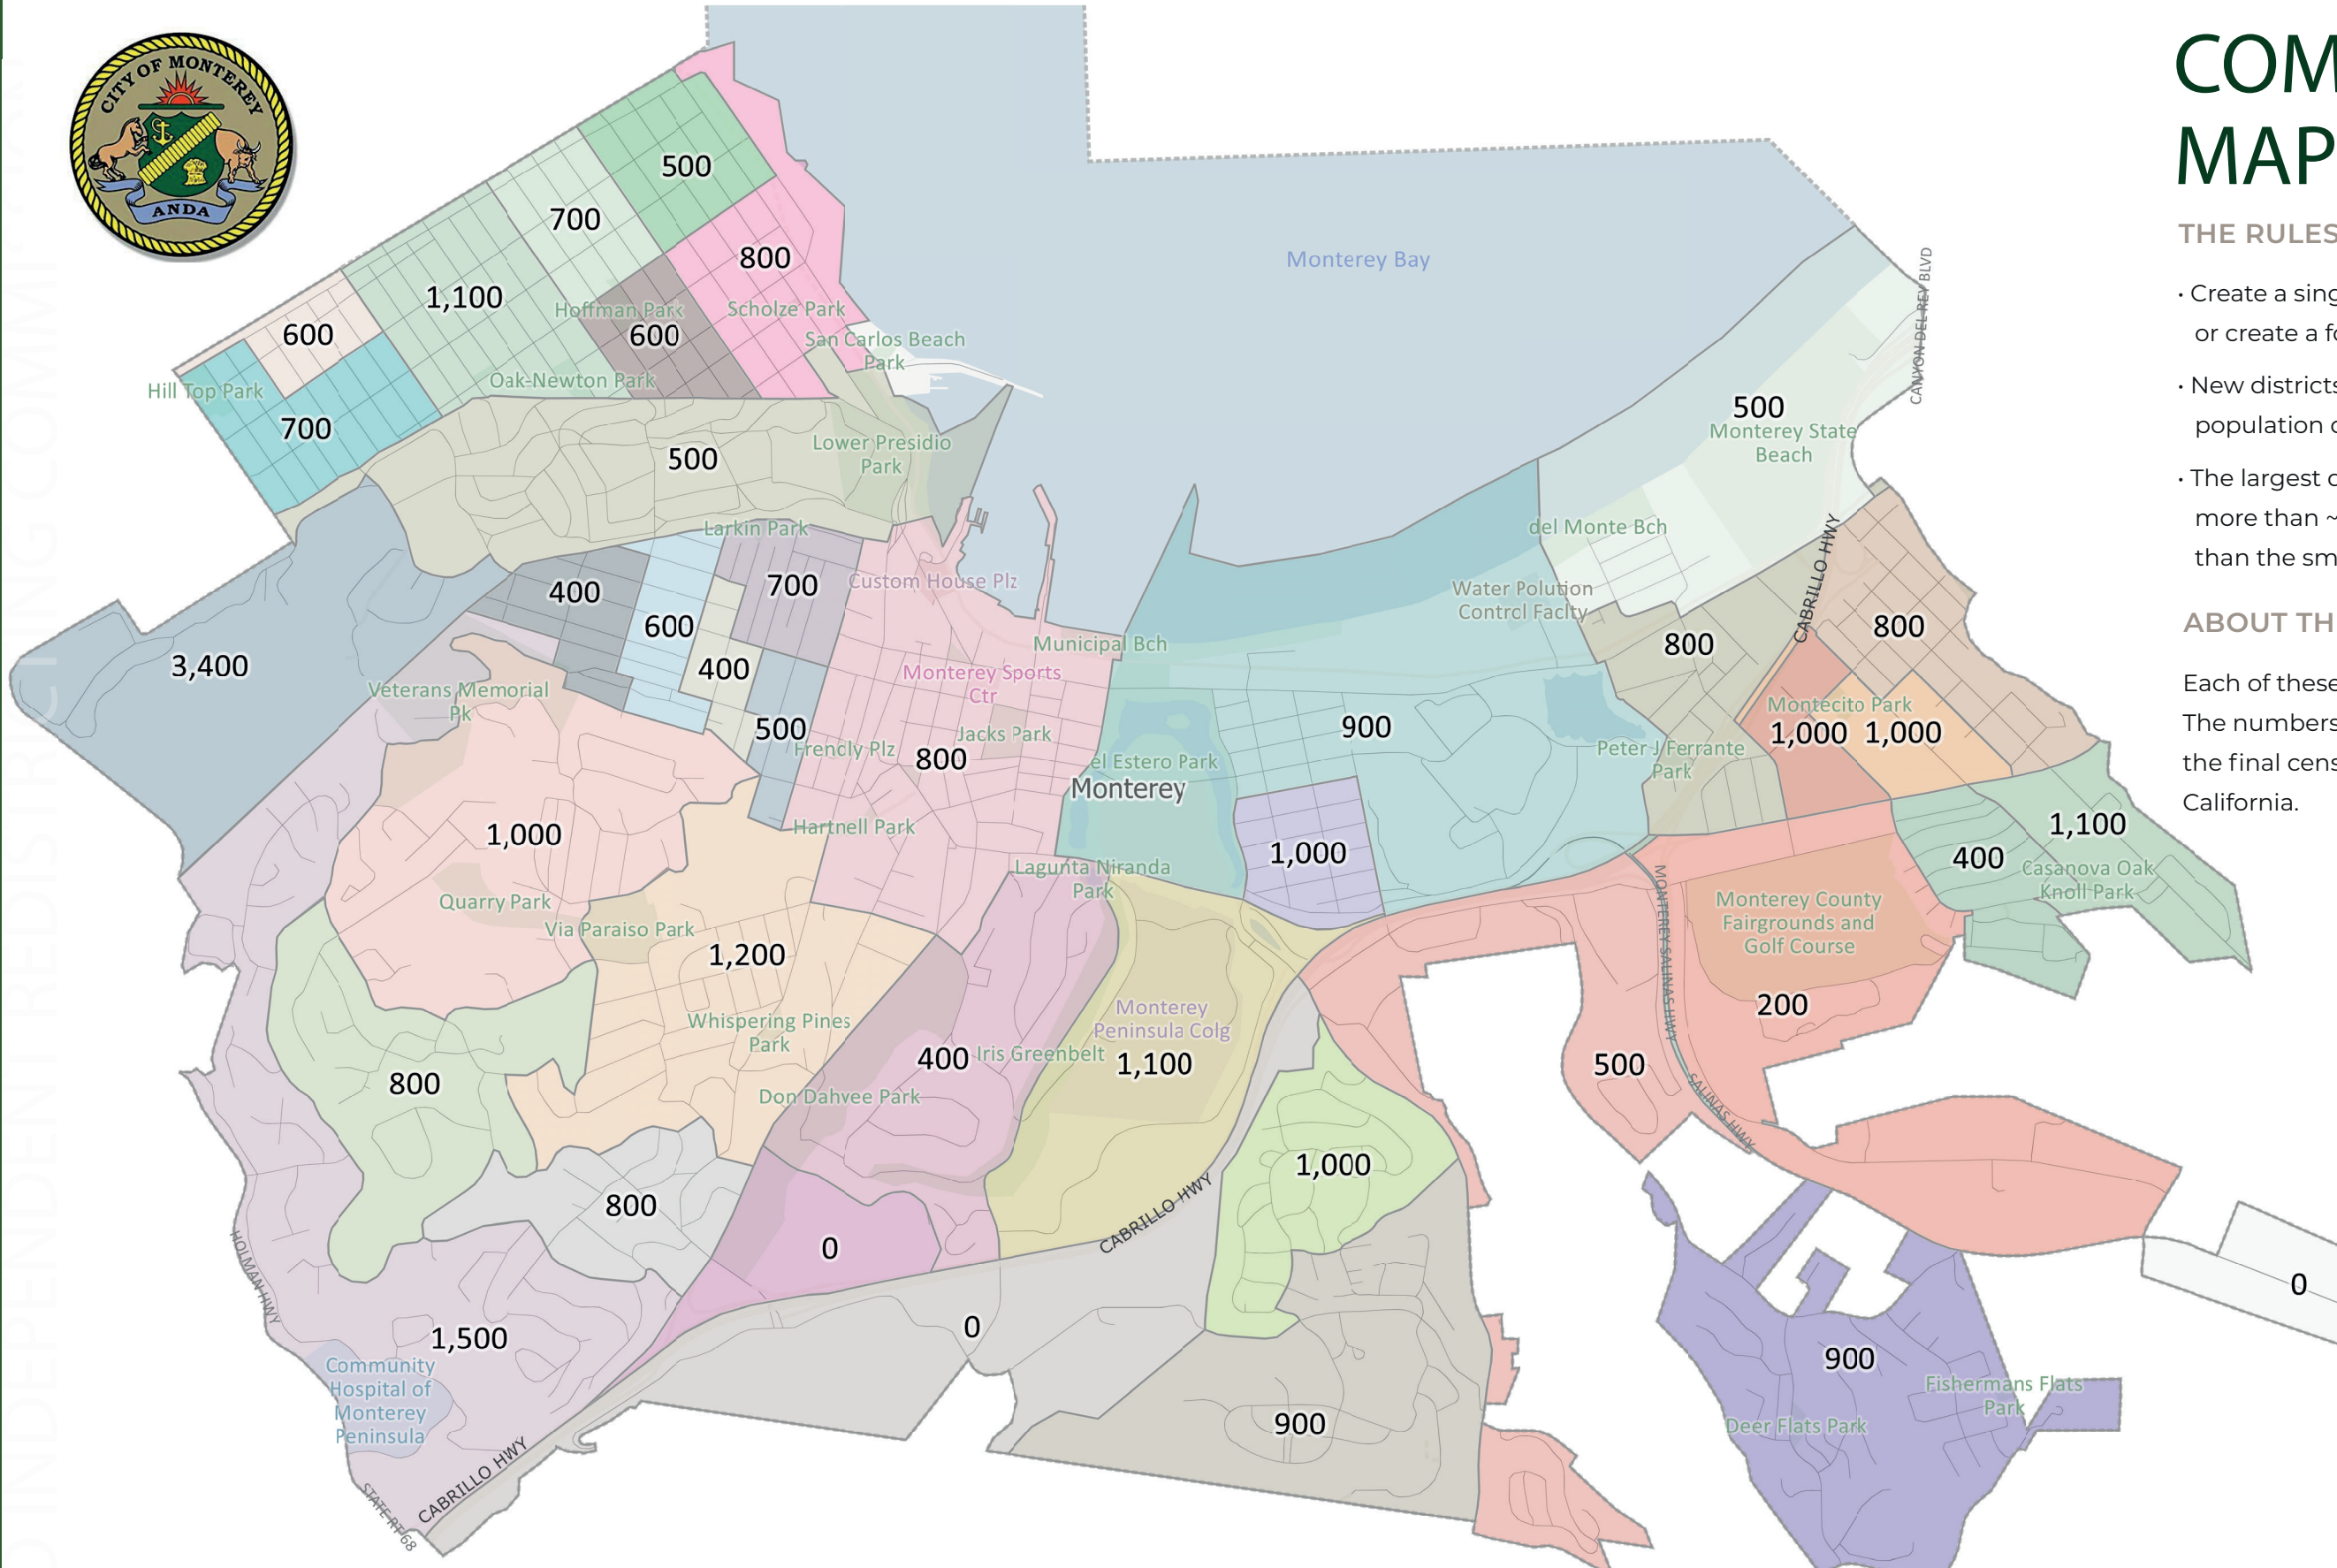 CITY OF MONTEREY
ANDA
COM
MAP
THE RULES
• Create a sing
or create a fo
• New districts
population o
• The largest o
more than ~
than the sm
ABOUT TH
Each of these
The numbers
the final cens
California.
Monterey Bay
500
700
800
1,100
Hoffman Park
Scholze Park
600
600
San Carlos Beach
Park
Hill Top Park
Oak-Newton Park
700
500
Lower Presidio
Park
CANYON DEL REY BLVD
500
Monterey State
Beach
Larkin Park
del Monte Bch
400
700
Custom House Plz
Water Polution
Control Faclty
CABRILLO HWY
600
800
800
Municipal Bch
3,400
400
Monterey Sports
Ctr
Veterans Memorial
Pk
Montecito Park
500
Frendly Plz
Jacks Park
800
900
1,000
1,000
el Estero Park
Peter J Ferrante
Park
Monterey
1,000
Hartnell Park
1,000
1,100
400
Casanova Oak
Knoll Park
Lagunta Niranda
Park
Quarry Park
Via Paraiso Park
1,200
Monterey County
Fairgrounds and
Golf Course
MONTEREY SALINAS HWY
200
Whispering Pines
Park
Monterey
Peninsula Colg
1,100
400
Iris Greenbelt
500
800
Don Dahvee Park
SALINAS HWY
1,000
800
CABRILLO HWY
0
HOLMAN HWY
0
0
1,500
Community
Hospital of
Monterey
Peninsula
900
900
Fishermans Flats
Park
Deer Flats Park
CABRILLO HWY
STATE RT 68
INDEPENDENT REDISTRICTING COMMI